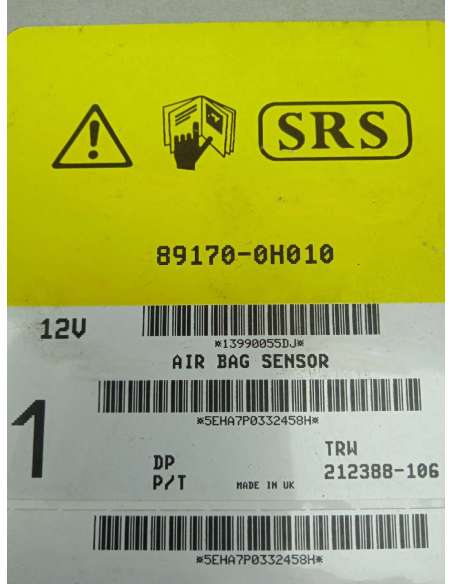 SRS
89170-0H010
12V
*13990055DJ*
AIR BAG SENSOR
1
*5EHA7P0332458H*
DP TRW
P/T MADE IN UK 212388-106
*5EHA7P0332458H*